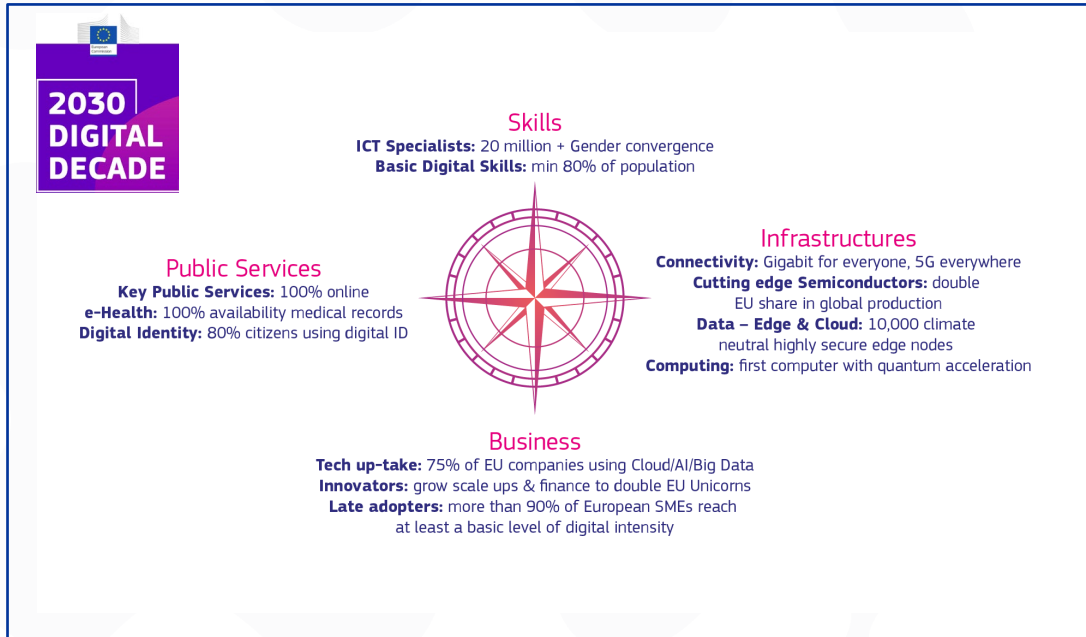 European
Commission
2030
DIGITAL
DECADE
Skills
ICT Specialists: 20 million + Gender convergence
Basic Digital Skills: min 80% of population
Public Services
Key Public Services: 100% online
e-Health: 100% availability medical records
Digital Identity: 80% citizens using digital ID
Infrastructures
Connectivity: Gigabit for everyone, 5G everywhere
Cutting edge Semiconductors: double
EU share in global production
Data – Edge & Cloud: 10,000 climate
neutral highly secure edge nodes
Computing: first computer with quantum acceleration
Business
Tech up-take: 75% of EU companies using Cloud/AI/Big Data
Innovators: grow scale ups & finance to double EU Unicorns
Late adopters: more than 90% of European SMEs reach
at least a basic level of digital intensity